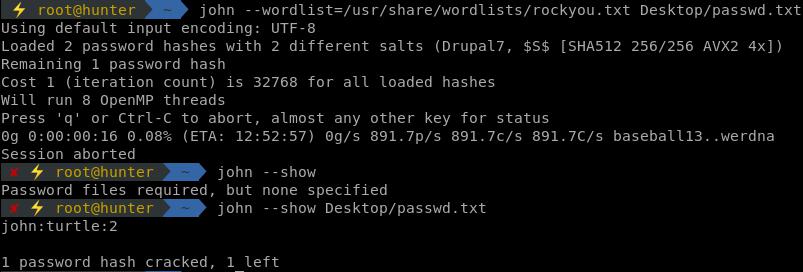 ⚡ root@hunter ~ john --wordlist=/usr/share/wordlists/rockyou.txt Desktop/passwd.txt
Using default input encoding: UTF-8
Loaded 2 password hashes with 2 different salts (Drupal7, $S$ [SHA512 256/256 AVX2 4x])
Remaining 1 password hash
Cost 1 (iteration count) is 32768 for all loaded hashes
Will run 8 OpenMP threads
Press 'q' or Ctrl-C to abort, almost any other key for status
0g 0:00:00:16 0.08% (ETA: 12:52:57) 0g/s 891.7p/s 891.7c/s 891.7C/s baseball13..werdna
Session aborted
✘ ⚡ root@hunter ~ john --show
Password files required, but none specified
✘ ⚡ root@hunter ~ john --show Desktop/passwd.txt
john:turtle:2
1 password hash cracked, 1 left